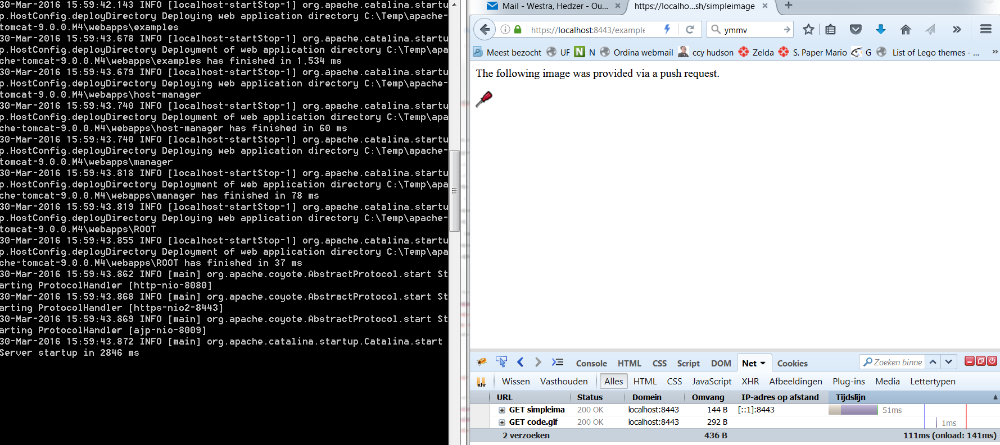 30-Mar-2016 15:59:42.143 INFO [localhost-startStop-1] org.apache.catalina.startu
p.HostConfig.deployDirectory Deploying web application directory C:\Temp\apache-
tomcat-9.0.0.M4\webapps\examples
30-Mar-2016 15:59:43.678 INFO [localhost-startStop-1] org.apache.catalina.startu
p.HostConfig.deployDirectory Deployment of web application directory C:\Temp\apa
che-tomcat-9.0.0.M4\webapps\examples has finished in 1,534 ms
30-Mar-2016 15:59:43.679 INFO [localhost-startStop-1] org.apache.catalina.startu
p.HostConfig.deployDirectory Deploying web application directory C:\Temp\apache-
tomcat-9.0.0.M4\webapps\host-manager
30-Mar-2016 15:59:43.740 INFO [localhost-startStop-1] org.apache.catalina.startu
p.HostConfig.deployDirectory Deployment of web application directory C:\Temp\apa
che-tomcat-9.0.0.M4\webapps\host-manager has finished in 60 ms
30-Mar-2016 15:59:43.740 INFO [localhost-startStop-1] org.apache.catalina.startu
p.HostConfig.deployDirectory Deploying web application directory C:\Temp\apache-
tomcat-9.0.0.M4\webapps\manager
30-Mar-2016 15:59:43.818 INFO [localhost-startStop-1] org.apache.catalina.startu
p.HostConfig.deployDirectory Deployment of web application directory C:\Temp\apa
che-tomcat-9.0.0.M4\webapps\manager has finished in 78 ms
30-Mar-2016 15:59:43.819 INFO [localhost-startStop-1] org.apache.catalina.startu
p.HostConfig.deployDirectory Deploying web application directory C:\Temp\apache-
tomcat-9.0.0.M4\webapps\ROOT
30-Mar-2016 15:59:43.855 INFO [localhost-startStop-1] org.apache.catalina.startu
p.HostConfig.deployDirectory Deployment of web application directory C:\Temp\apa
che-tomcat-9.0.0.M4\webapps\ROOT has finished in 37 ms
30-Mar-2016 15:59:43.862 INFO [main] org.apache.coyote.AbstractProtocol.start St
arting ProtocolHandler [http-nio-8080]
30-Mar-2016 15:59:43.868 INFO [main] org.apache.coyote.AbstractProtocol.start St
arting ProtocolHandler [https-nio2-8443]
30-Mar-2016 15:59:43.869 INFO [main] org.apache.coyote.AbstractProtocol.start St
arting ProtocolHandler [ajp-nio-8009]
30-Mar-2016 15:59:43.872 INFO [main] org.apache.catalina.startup.Catalina.start
Server startup in 2846 ms
Mail - Westra, Hedzer - Ou... https://localho...sh/simpleimage
https://localhost:8443/example ymmv
Meest bezocht UF N N Ordina webmail ccy hudson Zelda S. Paper Mario G List of Lego themes - ...
The following image was provided via a push request.
Console HTML CSS Script DOM Net Cookies Zoeken binne
xhr Wissen Vasthouden Alles HTML CSS JavaScript XHR Afbeeldingen Plug-ins Media Lettertypen
URL Status Domein Omvang IP-adres op afstand Tijdslijn
GET simpleima 200 OK localhost:8443 144 B [::1]:8443 51ms
GET code.gif 200 OK localhost:8443 292 B 1ms
2 verzoeken 436 B 111ms (onload: 141ms)